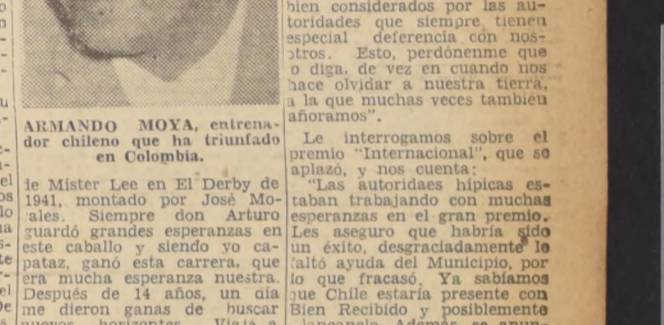 ARMANDO MOYA, entrena-
dor chileno que ha triunfado
en Colombia.
de Míster Lee en El Derby de
1941, montado por José Mo-
rales. Siempre don Arturo
guardó grandes esperanzas en
este caballo y siendo yo ca-
pataz, ganó esta carrera, que
era mucha esperanza nuestra.
Después de 14 años, un día
me dieron ganas de buscar
nuevos horizontes. Viajé a
bien considerados por las au-
toridades que siempre tienen
especial deferencia con nos-
otros. Esto, perdónenme que
lo diga, de vez en cuando nos
hace olvidar a nuestra tierra,
a la que muchas veces también
añoramos".
Le interrogamos sobre el
premio "Internacional", que se
aplazó, y nos cuenta:
"Las autoridaes hípicas es-
taban trabajando con muchas
esperanzas en el gran premio.
Les aseguro que habría sido
un éxito, desgraciadamente le
faltó ayuda del Municipio, por
lo que fracasó. Ya sabíamos
que Chile estaría presente con
Bien Recibido y posiblemente